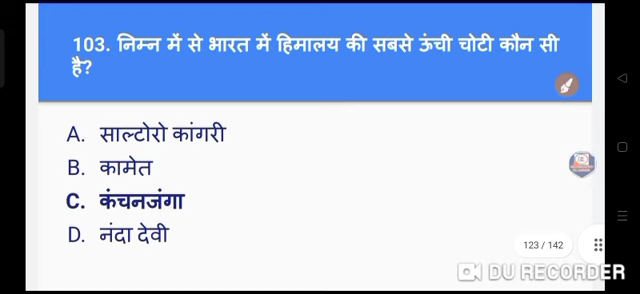 103. निम्न में से भारत में हिमालय की सबसे ऊंची चोटी कौन सी
है?
A. साल्टोरो कांगरी
B. कामेत
C. कंचनजंगा
D. नंदा देवी
123 / 142
DU RECORDER